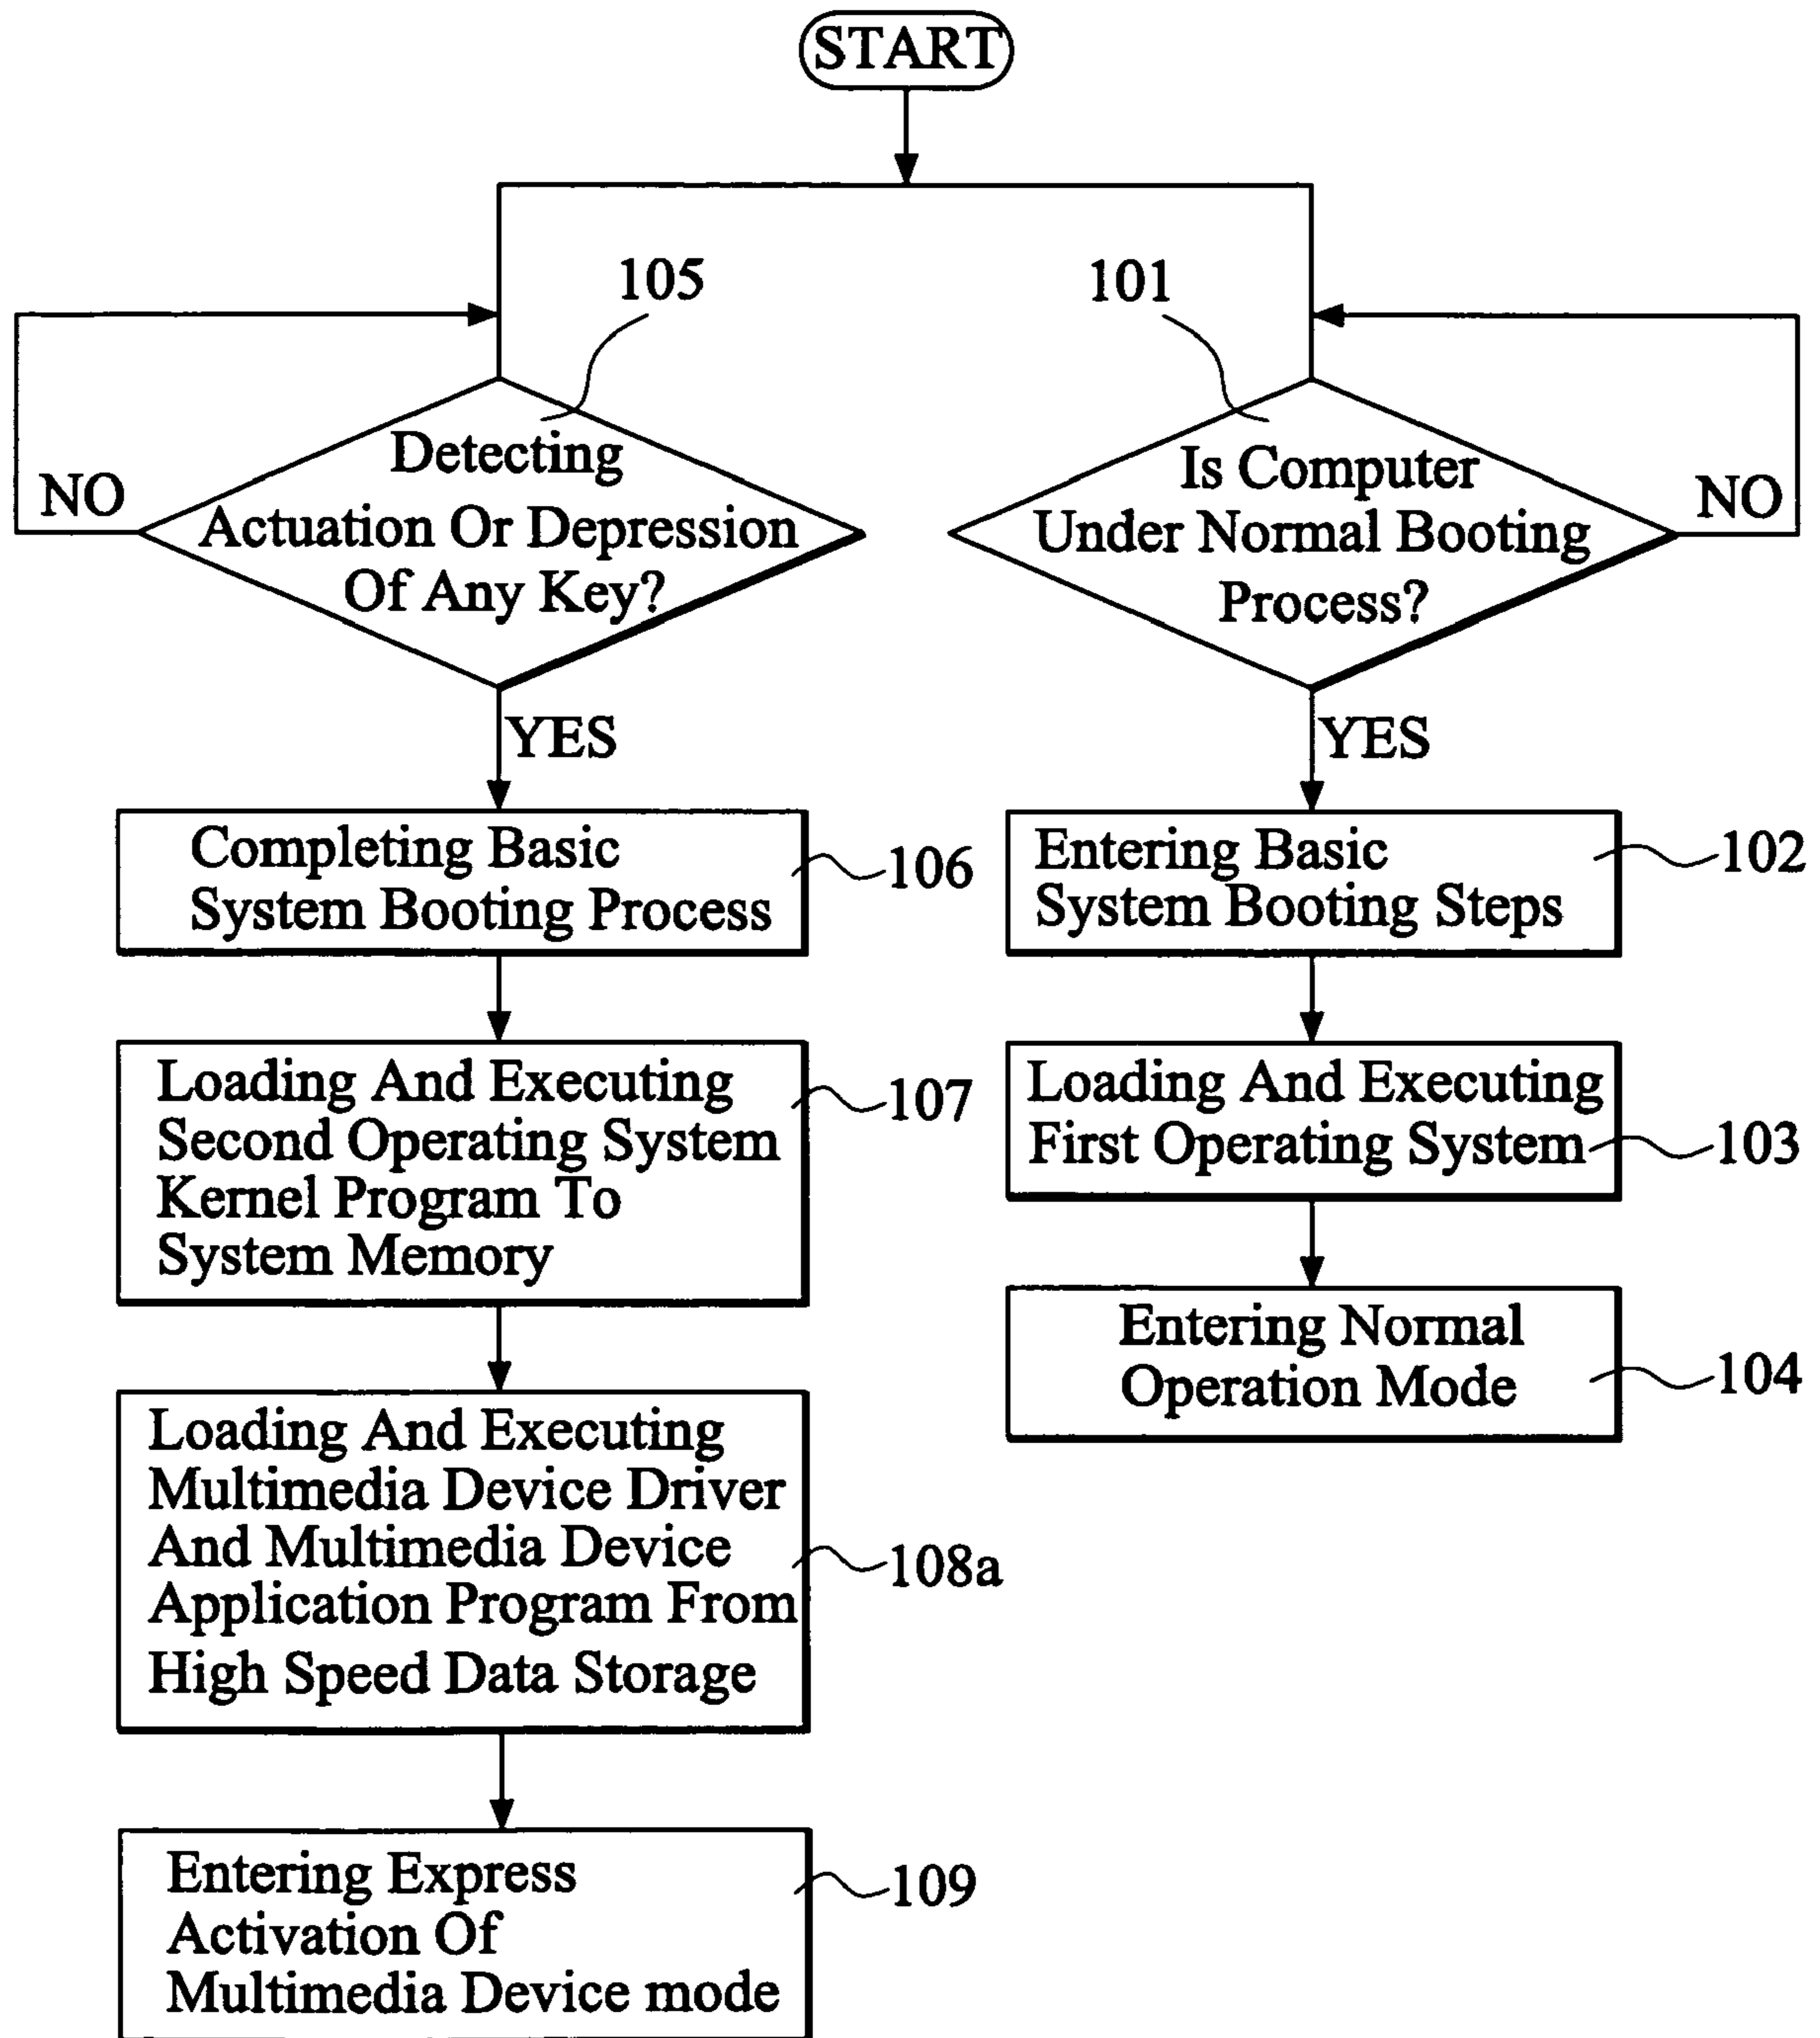 START
105
Detecting
Actuation Or Depression
Of Any Key?
NO
YES
101
Is Computer
Under Normal Booting
Process?
NO
YES
Completing Basic
System Booting Process
106
Loading And Executing
Second Operating System
Kernel Program To
System Memory
107
Loading And Executing
Multimedia Device Driver
And Multimedia Device
Application Program From
High Speed Data Storage
108a
Entering Express
Activation Of
Multimedia Device mode
109
Entering Basic
System Booting Steps
102
Loading And Executing
First Operating System
103
Entering Normal
Operation Mode
104